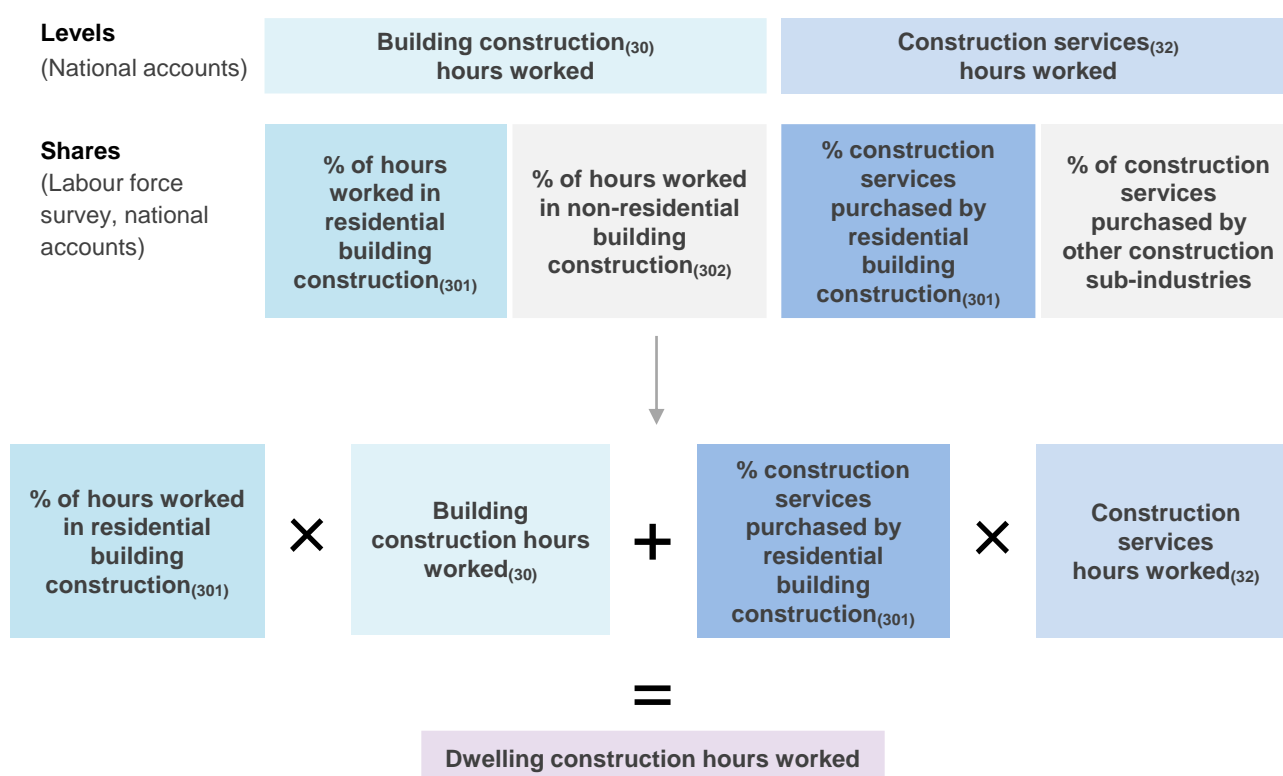 Levels
(National accounts)
Building construction(30)
hours worked
Construction services(32)
hours worked
Shares
(Labour force
survey, national
accounts)
% of hours
worked in
residential
building
construction(301)
% of hours worked
in non-residential
building
construction(302)
% construction
services
purchased by
residential
building
construction(301)
% of construction
services
purchased by
other construction
sub-industries
% of hours worked
in residential
building
construction(301)
×
Building
construction hours
worked(30)
+
% construction
services
purchased by
residential
building
construction(301)
×
Construction
services
hours worked(32)
=
Dwelling construction hours worked